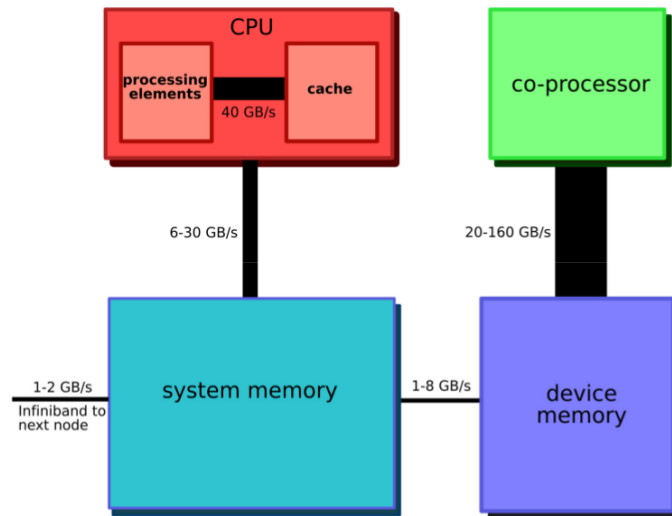 CPU
processing
elements
cache
40 GB/s
co-processor
6-30 GB/s
20-160 GB/s
1-2 GB/s
Infiniband to
next node
system memory
1-8 GB/s
device
memory